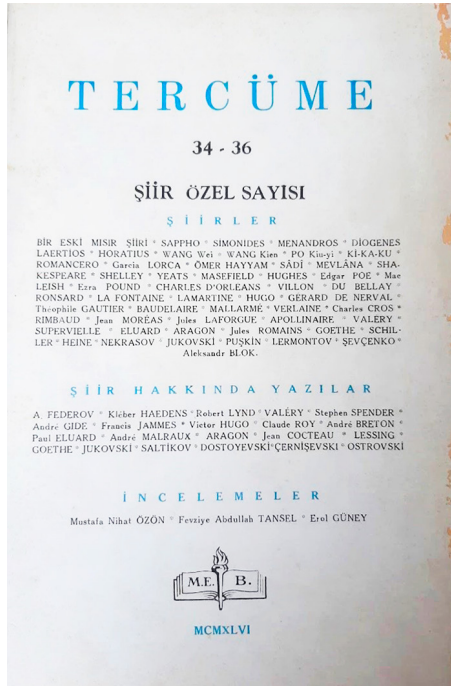 TERCÜME
34 - 36
ŞİİR ÖZEL SAYISI
ŞİİRLER
BİR ESKİ MISIR ŞİİRİ * SAPPHO * SIMONIDES * MENANDROS * DİOGENES
LAERTIOS * HORATIUS * WANG Wei * WANG Kien * PO Kiu-yi * Kİ-KA-KU *
ROMANCERO * Garcia LORCA * ÖMER HAYYAM * SÂDİ * MEVLÂNA * SHA-
KESPEARE * SHELLEY * YEATS * MASEFIELD * HUGHES * Edgar POE * Mac
LEISH * Ezra POUND * CHARLES D'ORLEANS * VILLON * DU BELLAY *
RONSARD * LA FONTAINE * LAMARTINE * HUGO * GERARD DE NERVAL *
Théophile GAUTIER * BAUDELAIRE * MALLARMÉ * VERLAINE * Charles CROS *
RIMBAUD * Jean MORÉAS * Jules LAFORGUE * APOLLINAIRE * VALERY *
SUPERVIELLE * ELUARD * ARAGON * Jules ROMAINS * GOETHE * SCHIL-
LER * HEINE * NEKRASOV * JUKOVSKİ * PUŞKİN * LERMONTOV * ŞEVÇENKO *
Aleksandr BLOK.
ŞİİR HAKKINDA YAZILAR
A. FEDEROV * Kléber HAEDENS * Robert LYND * VALÉRY * Stephen SPENDER *
André GIDE * Francis JAMMES * Victor HUGO * Claude ROY * André BRETON *
Paul ELUARD * André MALRAUX * ARAGON * Jean COCTEAU * LESSING *
GOETHE * JUKOVSKİ * SALTİKOV * DOSTOYEVSKİ * ÇERNİŞEVSKİ * OSTROVSKİ
İNCELEMELER
Mustafa Nihat ÖZÖN * Fevziye Abdullah TANSEL * Erol GÜNEY
M.E. B.
MCMXLVI